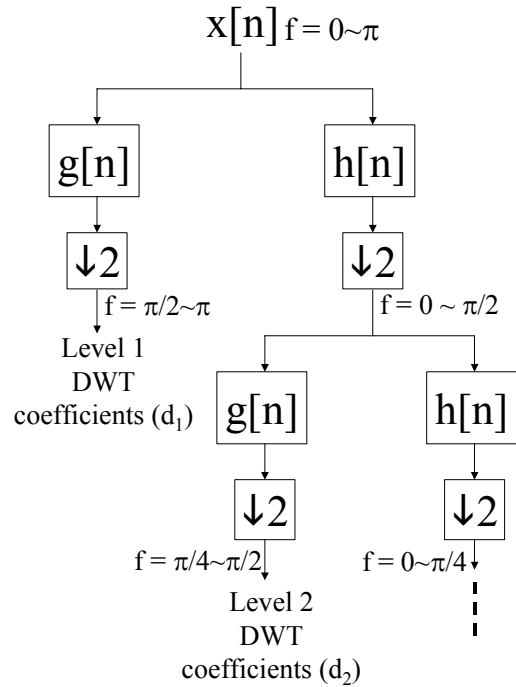 x[n] f = 0~π
g[n] h[n]
↓2 ↓2
f = π/2~π f = 0 ~ π/2
Level 1
DWT
coefficients (d₁)
g[n] h[n]
↓2 ↓2
f = π/4~π/2 f = 0~π/4
Level 2
DWT
coefficients (d₂)